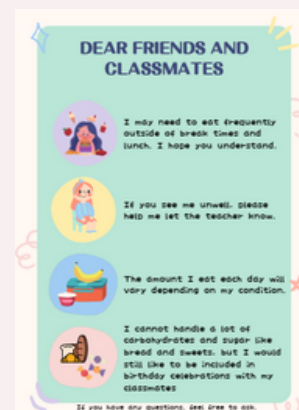 DEAR FRIENDS AND
CLASSMATES
I may need to eat frequently
outside of break times and
lunch. I hope you understand.
If you see me unwell, please
help me let the teacher know.
The amount I eat each day will
vary depending on my condition.
I cannot handle a lot of
carbohydrates and sugar like
bread and sweets, but I would
still like to be included in
birthday celebrations with my
classmates
If you have any questions, feel free to ask.